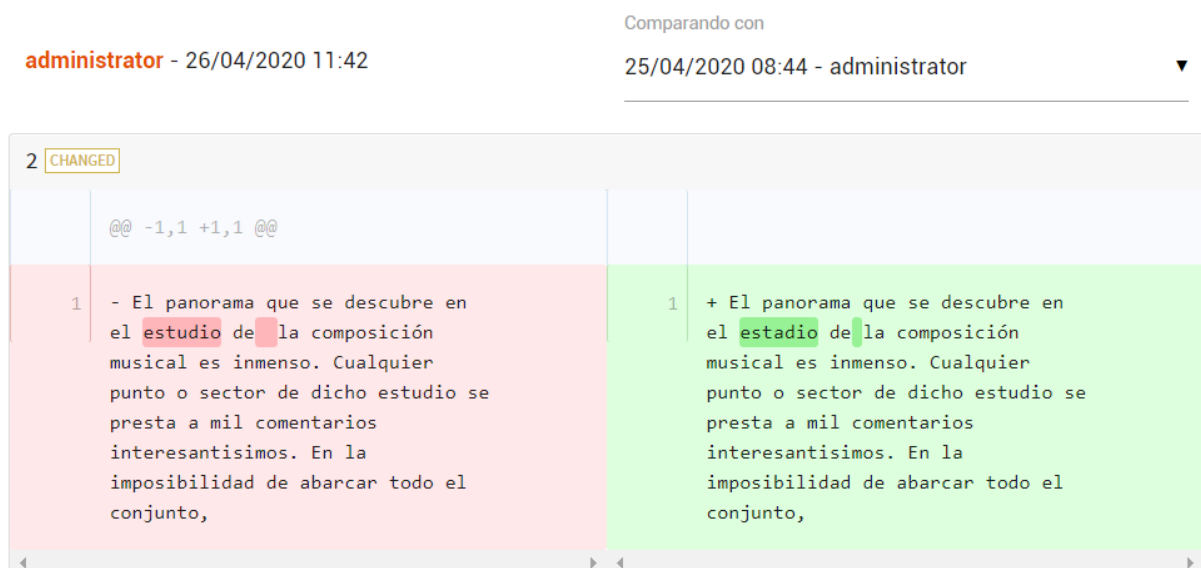 Comparando con
administrator - 26/04/2020 11:42
25/04/2020 08:44 - administrator
2 CHANGED
@@ -1,1 +1,1 @@
1 - El panorama que se descubre en
el estudio de  la composición
musical es inmenso. Cualquier
punto o sector de dicho estudio se
presta a mil comentarios
interesantisimos. En la
imposibilidad de abarcar todo el
conjunto,
1 + El panorama que se descubre en
el estadio de la composición
musical es inmenso. Cualquier
punto o sector de dicho estudio se
presta a mil comentarios
interesantisimos. En la
imposibilidad de abarcar todo el
conjunto,